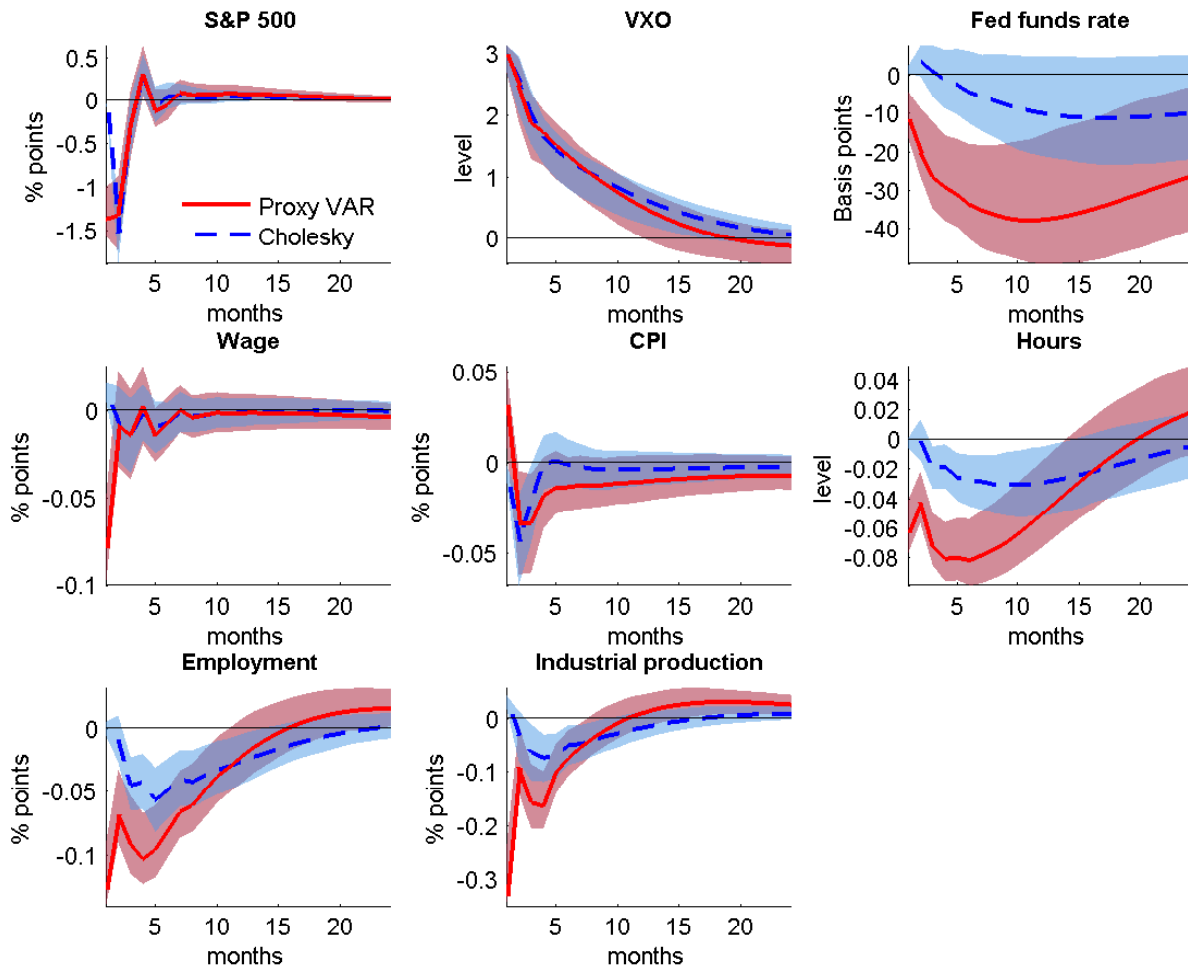 S&P 500
VXO
Fed funds rate
0.5
0
-0.5
-1
-1.5
% points
Proxy VAR
Cholesky
5
10
15
20
months
3
2
1
0
level
5
10
15
20
months
0
-10
-20
-30
-40
Basis points
5
10
15
20
months
Wage
CPI
Hours
0
-0.05
-0.1
% points
5
10
15
20
months
0.05
0
-0.05
% points
5
10
15
20
months
0.04
0.02
0
-0.02
-0.04
-0.06
-0.08
level
5
10
15
20
months
Employment
Industrial production
0
-0.05
-0.1
% points
5
10
15
20
months
0
-0.1
-0.2
-0.3
% points
5
10
15
20
months